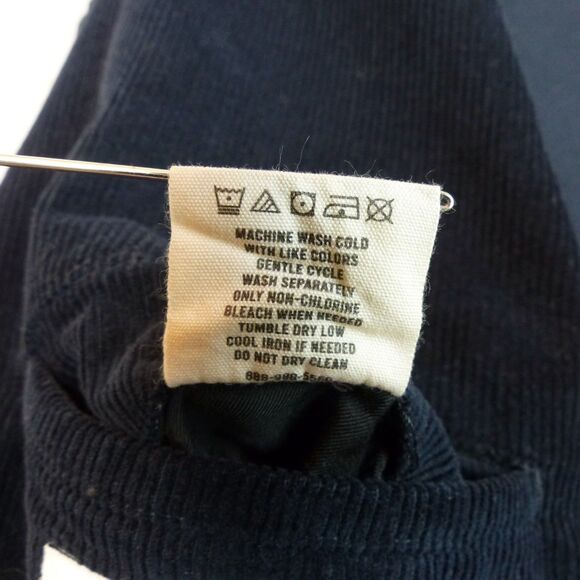 MACHINE WASH COLD
WITH LIKE COLORS
GENTLE CYCLE
WASH SEPARATELY
ONLY NON-CHLORINE
BLEACH WHEN NEEDED
TUMBLE DRY LOW
COOL IRON IF NEEDED
DO NOT DRY CLEAN